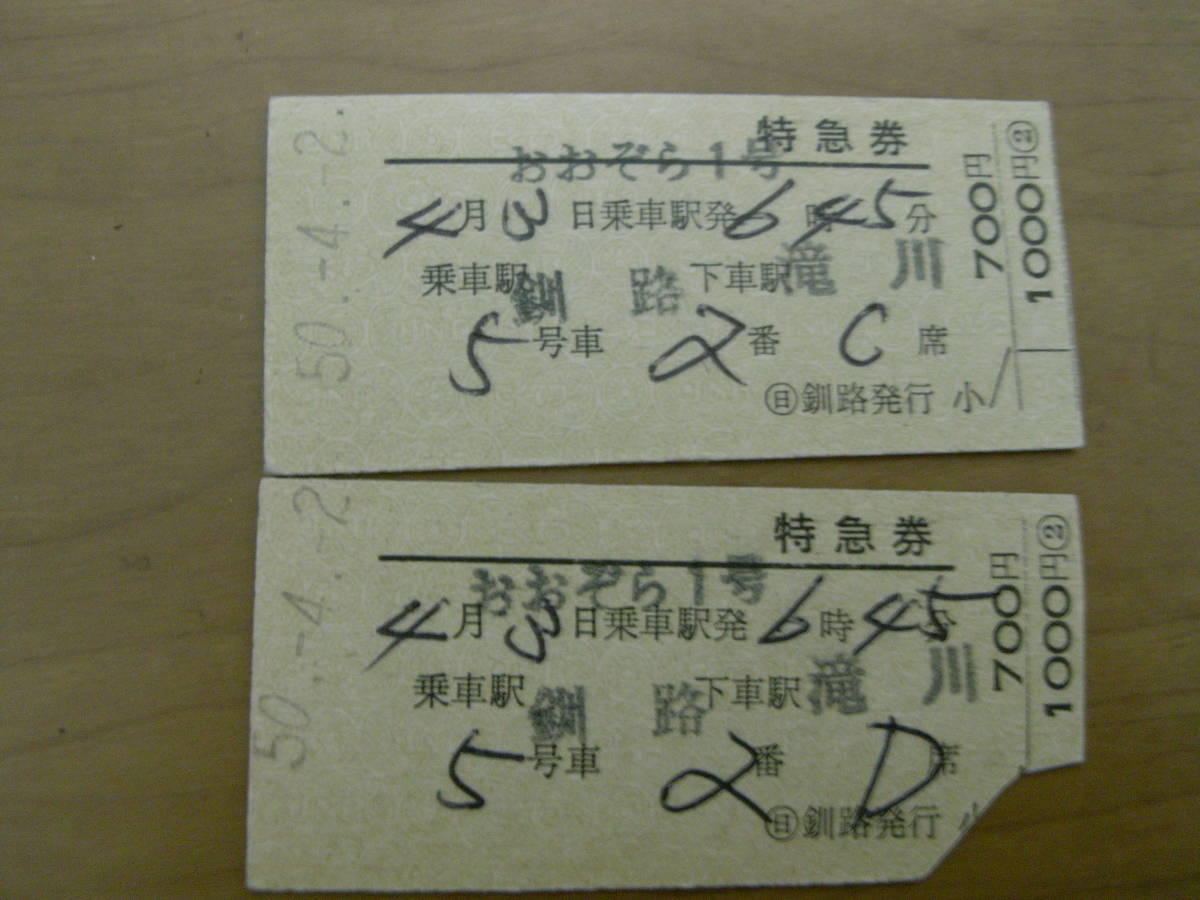 特急券
おおぞら1号
4月3日乗車駅発6時45分
乗車駅 釧路 下車駅 滝川
5号車 2番 C席
㊐釧路発行 小
700円
1000円②
50.-4.-2.
特急券
おおぞら1号
4月3日乗車駅発6時45分
乗車駅 釧路 下車駅 滝川
5号車 2番 D席
㊐釧路発行
700円
1000円②
50.-4.-2